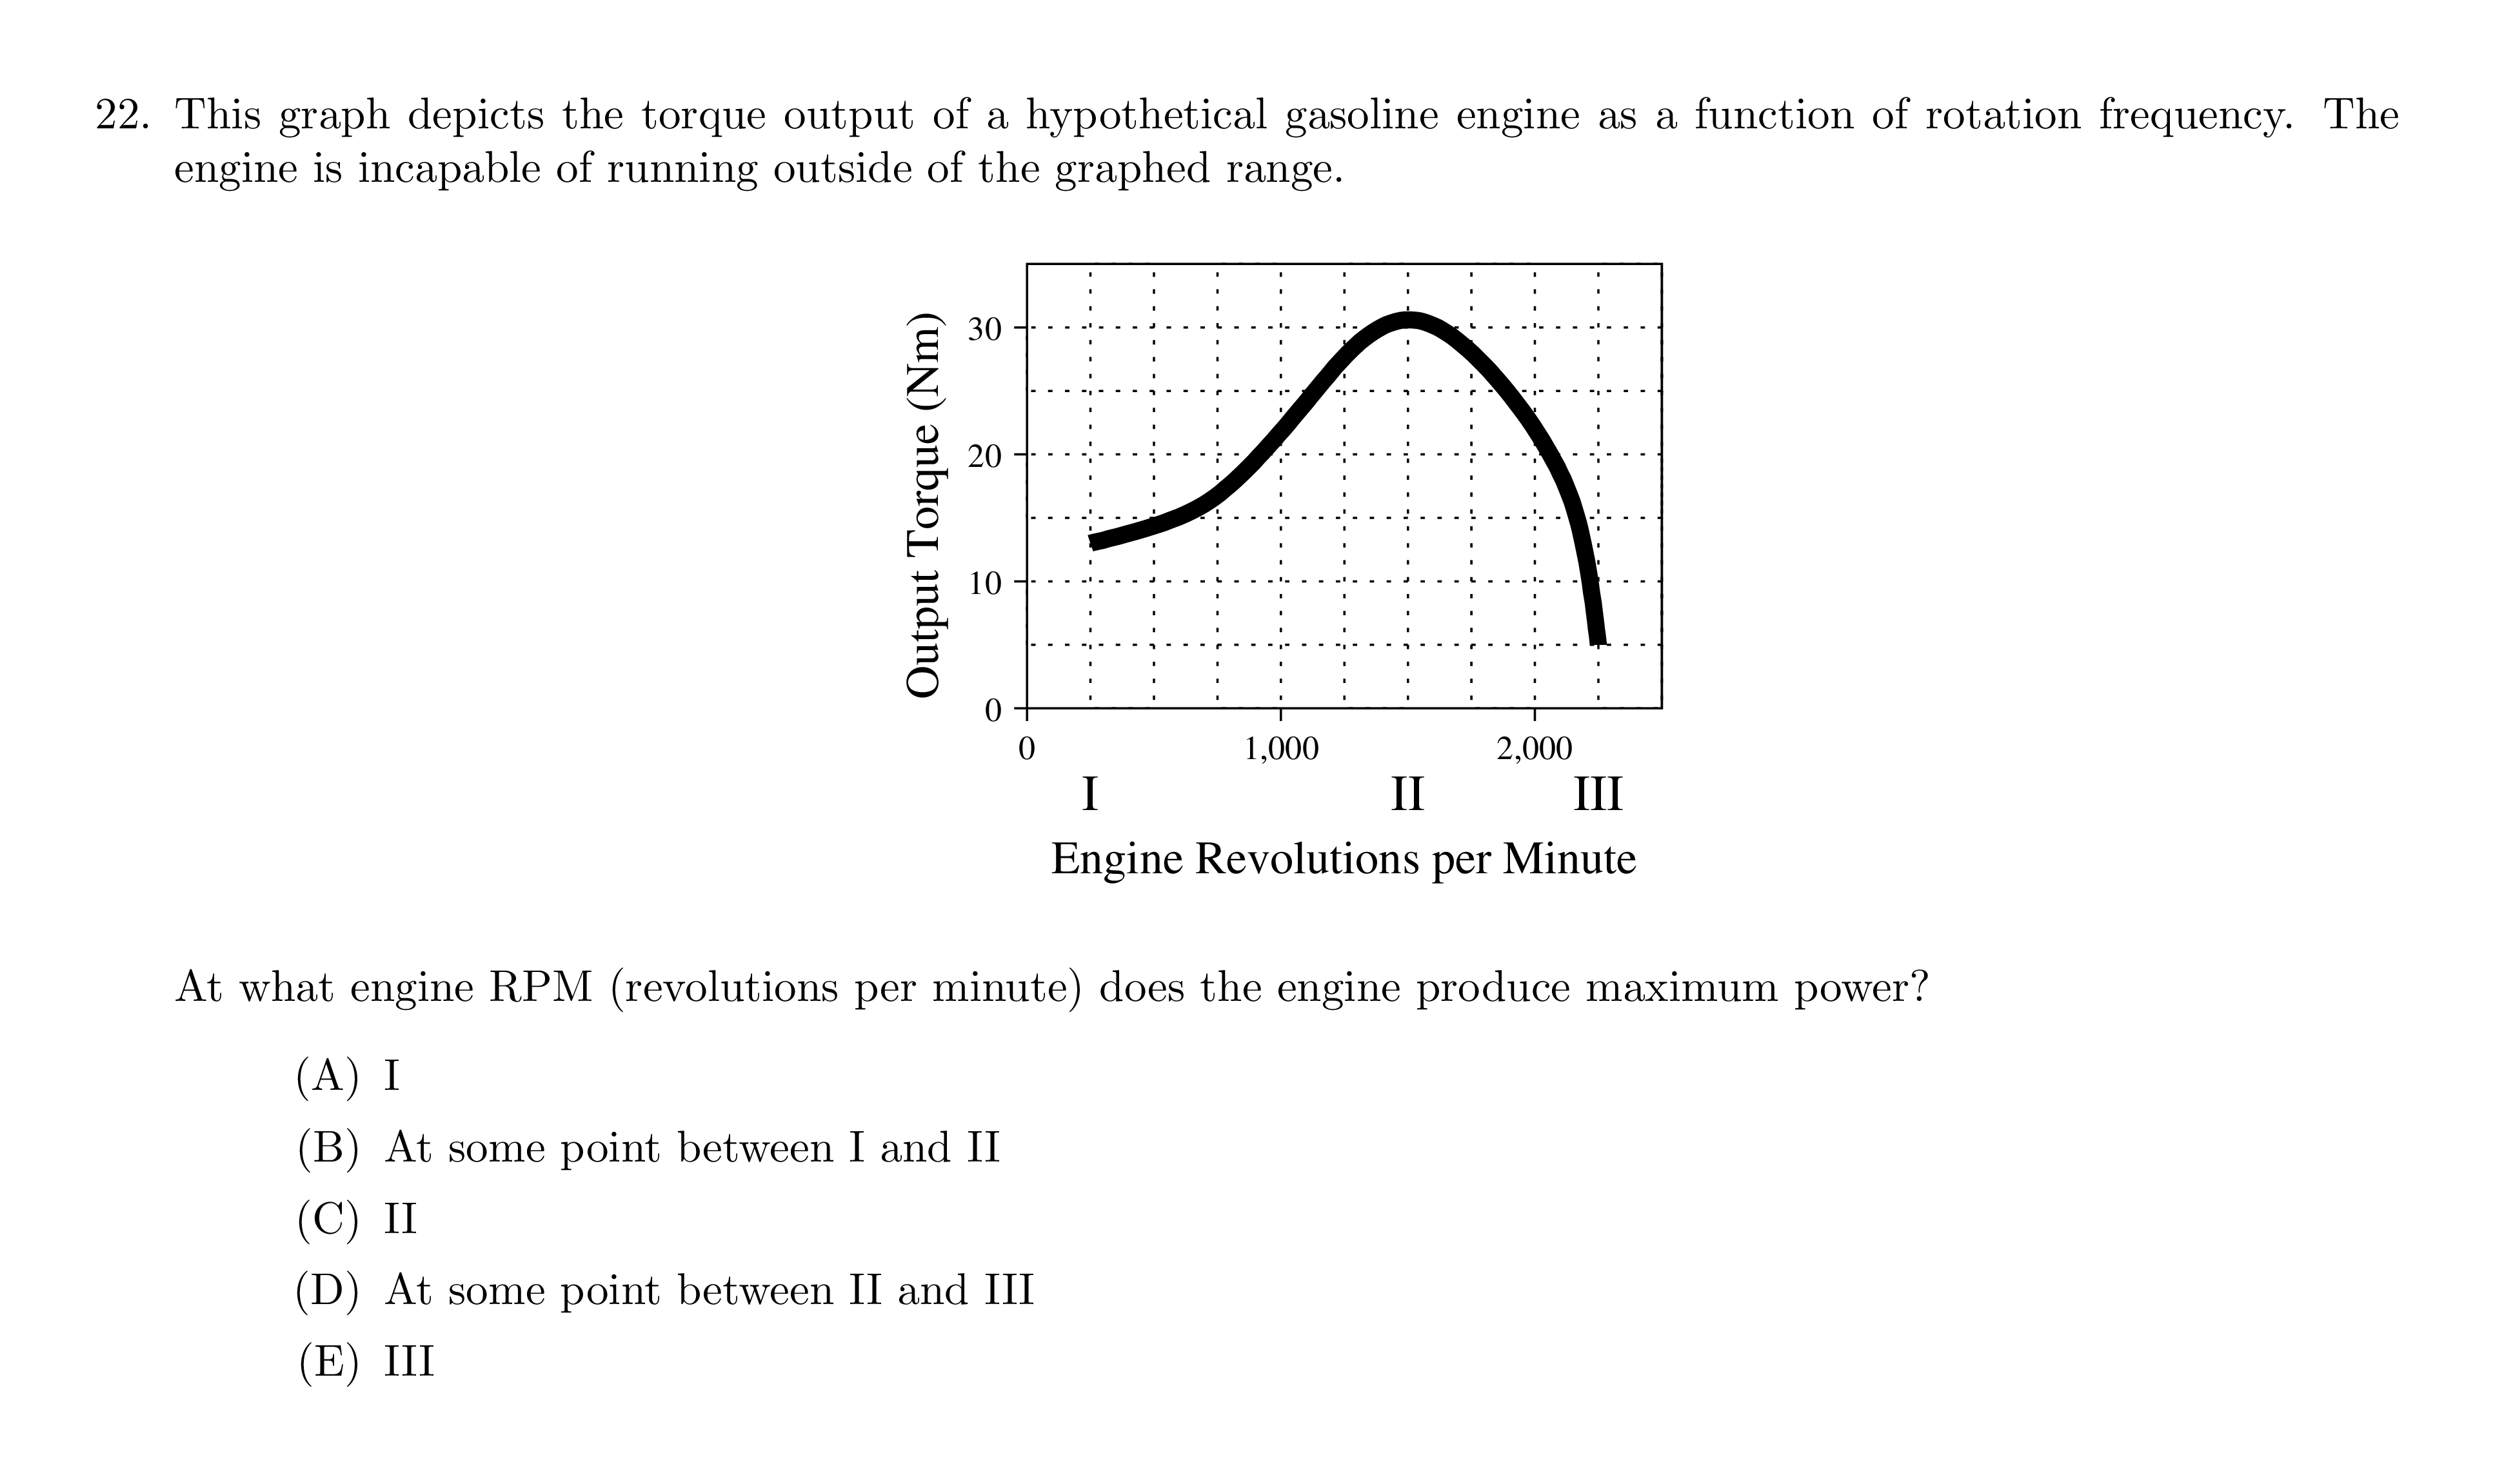 22. This graph depicts the torque output of a hypothetical gasoline engine as a function of rotation frequency. The
engine is incapable of running outside of the graphed range.
Output Torque (Nm)
30
20
10
0
0 1,000 2,000
I II III
Engine Revolutions per Minute
At what engine RPM (revolutions per minute) does the engine produce maximum power?
(A) I
(B) At some point between I and II
(C) II
(D) At some point between II and III
(E) III